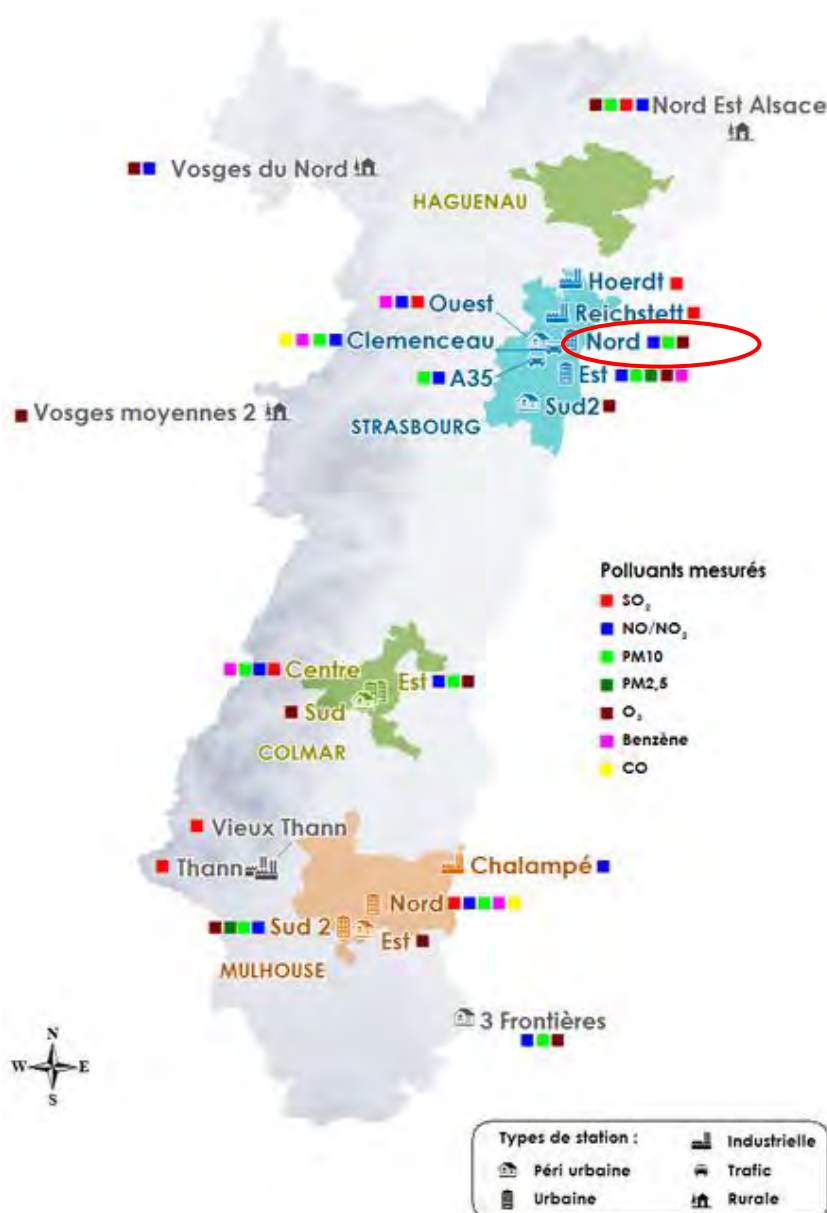 Nord Est Alsace
Vosges du Nord
HAGUENAU
Hoerdt
Ouest
Reichstett
Clemenceau
Nord
A35
Est
Vosges moyennes 2
Sud2
STRASBOURG
Polluants mesurés
SO₂
NO/NO₂
PM10
PM2,5
O₃
Benzène
CO
Centre
Est
Sud
COLMAR
Vieux Thann
Thann
Chalampé
Nord
Sud 2
Est
MULHOUSE
3 Frontières
N
W E
S
Types de station :
Industrielle
Péri urbaine
Trafic
Urbaine
Rurale